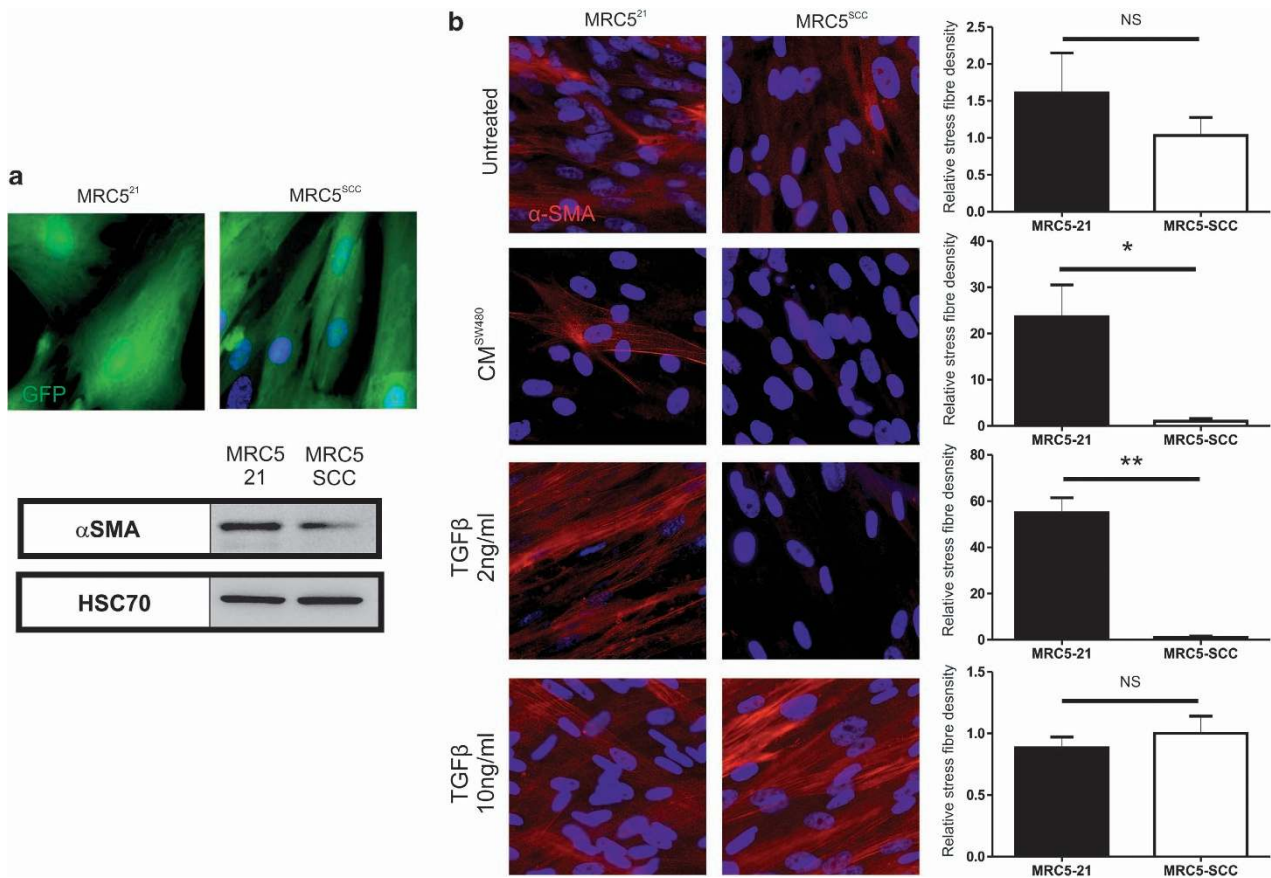 a
MRC5²¹
MRC5ˢᶜᶜ
GFP
MRC5
21
MRC5
SCC
αSMA
HSC70
b
MRC5²¹
MRC5ˢᶜᶜ
Untreated
α-SMA
Relative stress fibre desnsity
2.5
2.0
1.5
1.0
0.5
0.0
NS
MRC5-21
MRC5-SCC
CMˢᵂ⁴⁸⁰
Relative stress fibre desnsity
40
30
20
10
0
*
MRC5-21
MRC5-SCC
TGFβ
2ng/ml
Relative stress fibre desnsity
80
60
40
20
0
**
MRC5-21
MRC5-SCC
TGFβ
10ng/ml
Relative stress fibre desnsity
1.5
1.0
0.5
0.0
NS
MRC5-21
MRC5-SCC